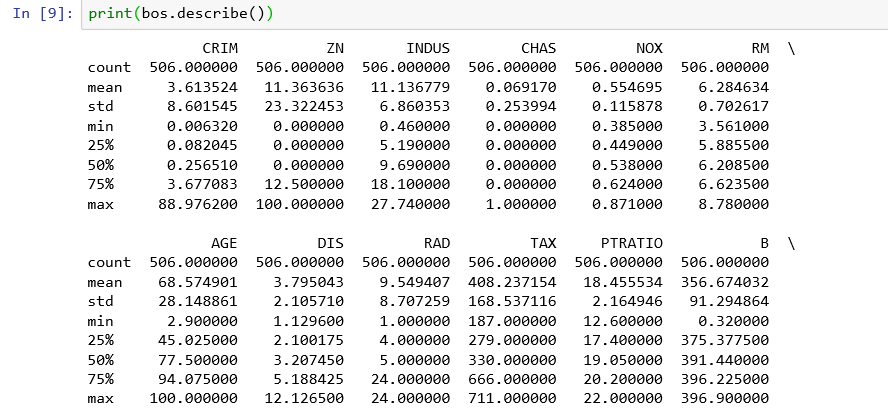 In [9]: print(bos.describe())
CRIM ZN INDUS CHAS NOX RM \
count 506.000000 506.000000 506.000000 506.000000 506.000000 506.000000
mean 3.613524 11.363636 11.136779 0.069170 0.554695 6.284634
std 8.601545 23.322453 6.860353 0.253994 0.115878 0.702617
min 0.006320 0.000000 0.460000 0.000000 0.385000 3.561000
25% 0.082045 0.000000 5.190000 0.000000 0.449000 5.885500
50% 0.256510 0.000000 9.690000 0.000000 0.538000 6.208500
75% 3.677083 12.500000 18.100000 0.000000 0.624000 6.623500
max 88.976200 100.000000 27.740000 1.000000 0.871000 8.780000
AGE DIS RAD TAX PTRATIO B \
count 506.000000 506.000000 506.000000 506.000000 506.000000 506.000000
mean 68.574901 3.795043 9.549407 408.237154 18.455534 356.674032
std 28.148861 2.105710 8.707259 168.537116 2.164946 91.294864
min 2.900000 1.129600 1.000000 187.000000 12.600000 0.320000
25% 45.025000 2.100175 4.000000 279.000000 17.400000 375.377500
50% 77.500000 3.207450 5.000000 330.000000 19.050000 391.440000
75% 94.075000 5.188425 24.000000 666.000000 20.200000 396.225000
max 100.000000 12.126500 24.000000 711.000000 22.000000 396.900000